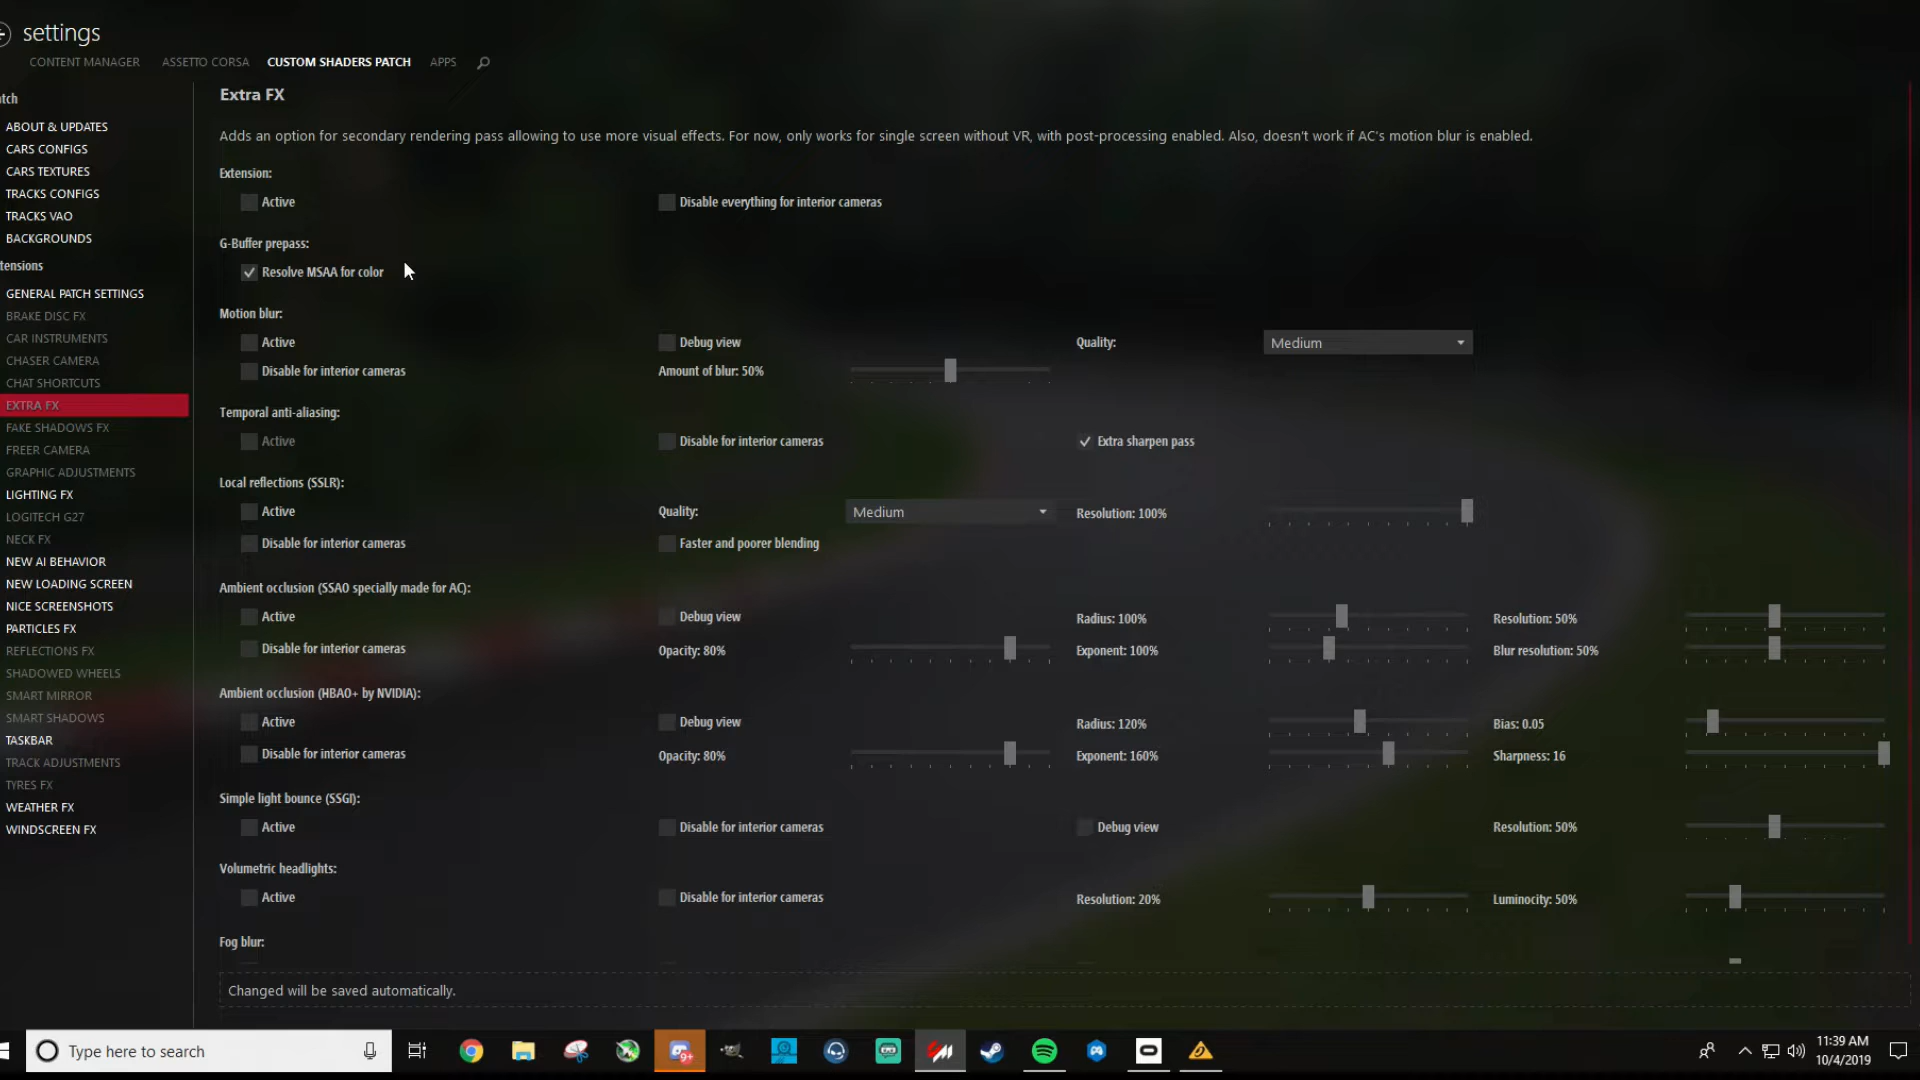 settings
CONTENT MANAGER ASSETTO CORSA CUSTOM SHADERS PATCH APPS
tch
ABOUT & UPDATES
CARS CONFIGS
CARS TEXTURES
TRACKS CONFIGS
TRACKS VAO
BACKGROUNDS
tensions
GENERAL PATCH SETTINGS
BRAKE DISC FX
CAR INSTRUMENTS
CHASER CAMERA
CHAT SHORTCUTS
EXTRA FX
FAKE SHADOWS FX
FREER CAMERA
GRAPHIC ADJUSTMENTS
LIGHTING FX
LOGITECH G27
NECK FX
NEW AI BEHAVIOR
NEW LOADING SCREEN
NICE SCREENSHOTS
PARTICLES FX
REFLECTIONS FX
SHADOWED WHEELS
SMART MIRROR
SMART SHADOWS
TASKBAR
TRACK ADJUSTMENTS
TYRES FX
WEATHER FX
WINDSCREEN FX
Extra FX
Adds an option for secondary rendering pass allowing to use more visual effects. For now, only works for single screen without VR, with post-processing enabled. Also, doesn't work if AC's motion blur is enabled.
Extension:
Active Disable everything for interior cameras
G-Buffer prepass:
Resolve MSAA for color
Motion blur:
Active Debug view Quality: Medium
Disable for interior cameras Amount of blur: 50%
Temporal anti-aliasing:
Active Disable for interior cameras Extra sharpen pass
Local reflections (SSLR):
Active Quality: Medium Resolution: 100%
Disable for interior cameras Faster and poorer blending
Ambient occlusion (SSAO specially made for AC):
Active Debug view Radius: 100% Resolution: 50%
Disable for interior cameras Opacity: 80% Exponent: 100% Blur resolution: 50%
Ambient occlusion (HBAO+ by NVIDIA):
Active Debug view Radius: 120% Bias: 0.05
Disable for interior cameras Opacity: 80% Exponent: 160% Sharpness: 16
Simple light bounce (SSGI):
Active Disable for interior cameras Debug view Resolution: 50%
Volumetric headlights:
Active Disable for interior cameras Resolution: 20% Luminocity: 50%
Fog blur:
Changed will be saved automatically.
Type here to search
9+
11:39 AM
10/4/2019